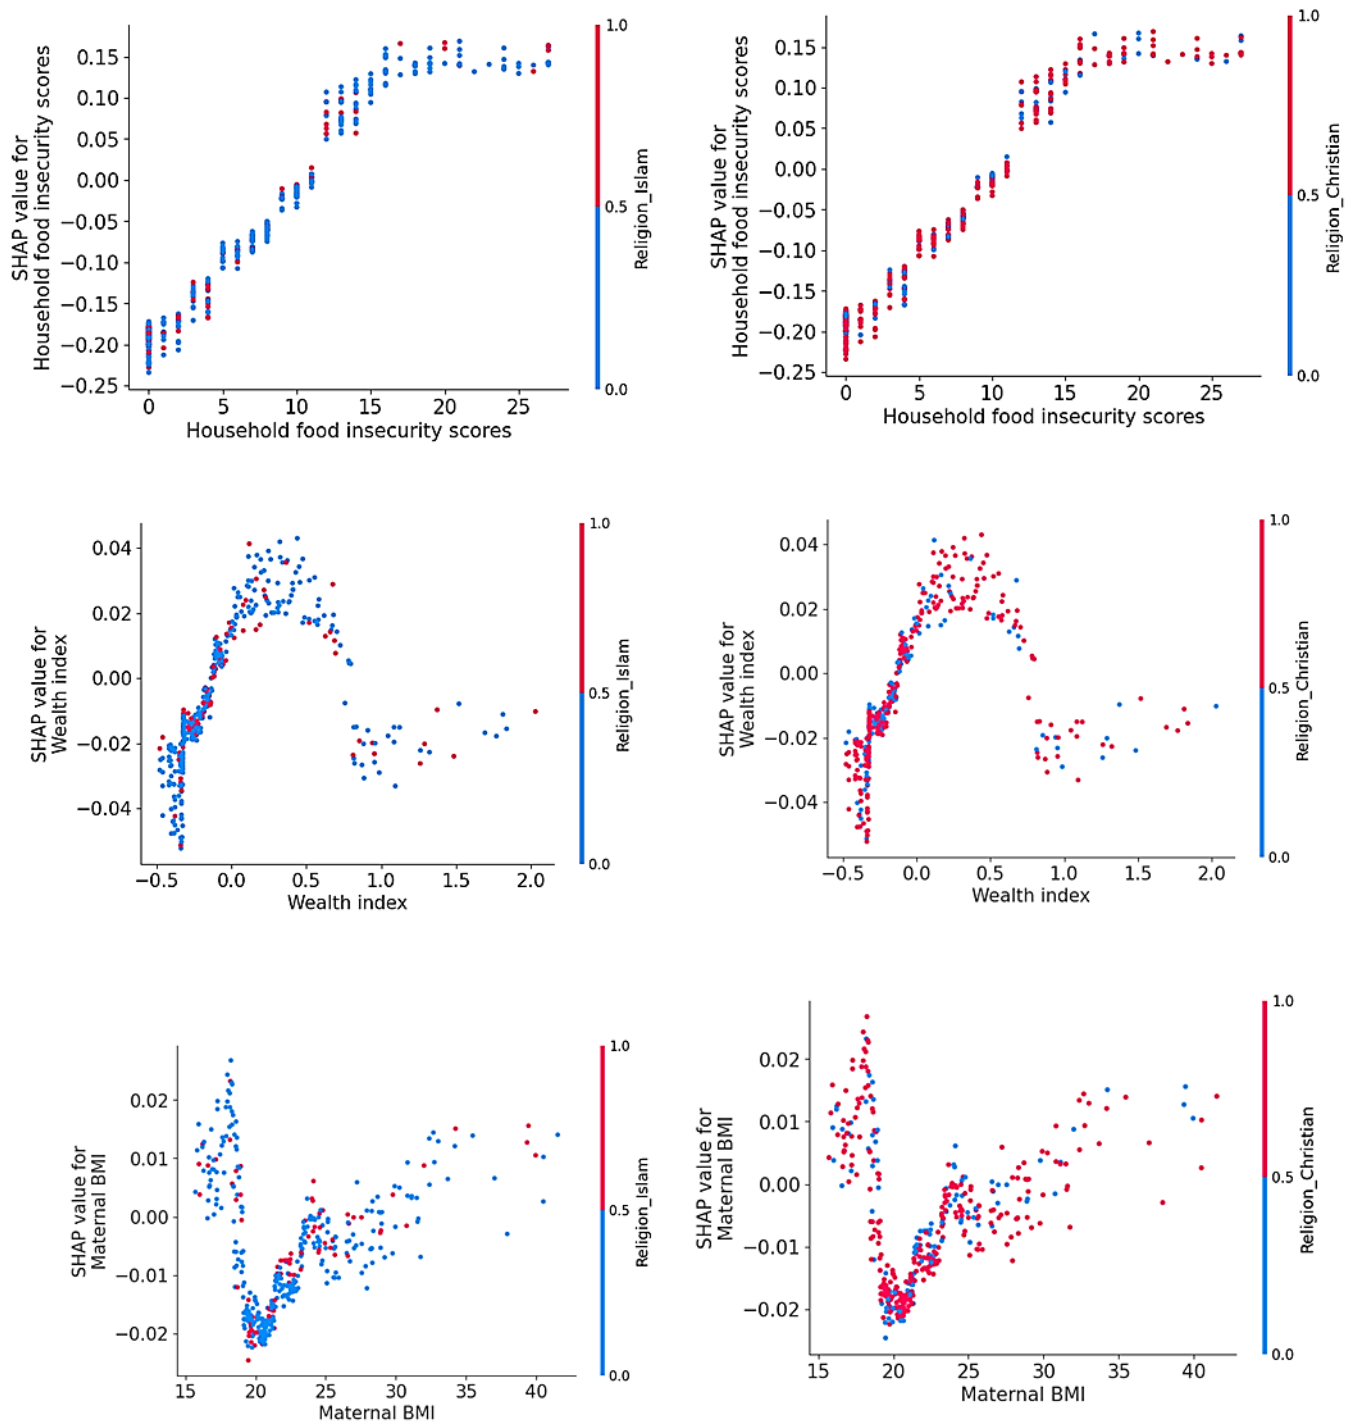 SHAP value for
Household food insecurity scores
0.15
0.10
0.05
0.00
−0.05
−0.10
−0.15
−0.20
−0.25
0 5 10 15 20 25
Household food insecurity scores
1.0
0.5
0.0
Religion_Islam
SHAP value for
Household food insecurity scores
0.15
0.10
0.05
0.00
−0.05
−0.10
−0.15
−0.20
−0.25
0 5 10 15 20 25
Household food insecurity scores
1.0
0.5
0.0
Religion_Christian
SHAP value for
Wealth index
0.04
0.02
0.00
−0.02
−0.04
−0.5 0.0 0.5 1.0 1.5 2.0
Wealth index
1.0
0.5
0.0
Religion_Islam
SHAP value for
Wealth index
0.04
0.02
0.00
−0.02
−0.04
−0.5 0.0 0.5 1.0 1.5 2.0
Wealth index
1.0
0.5
0.0
Religion_Christian
SHAP value for
Maternal BMI
0.02
0.01
0.00
−0.01
−0.02
15 20 25 30 35 40
Maternal BMI
1.0
0.5
0.0
Religion_Islam
SHAP value for
Maternal BMI
0.02
0.01
0.00
−0.01
−0.02
15 20 25 30 35 40
Maternal BMI
1.0
0.5
0.0
Religion_Christian